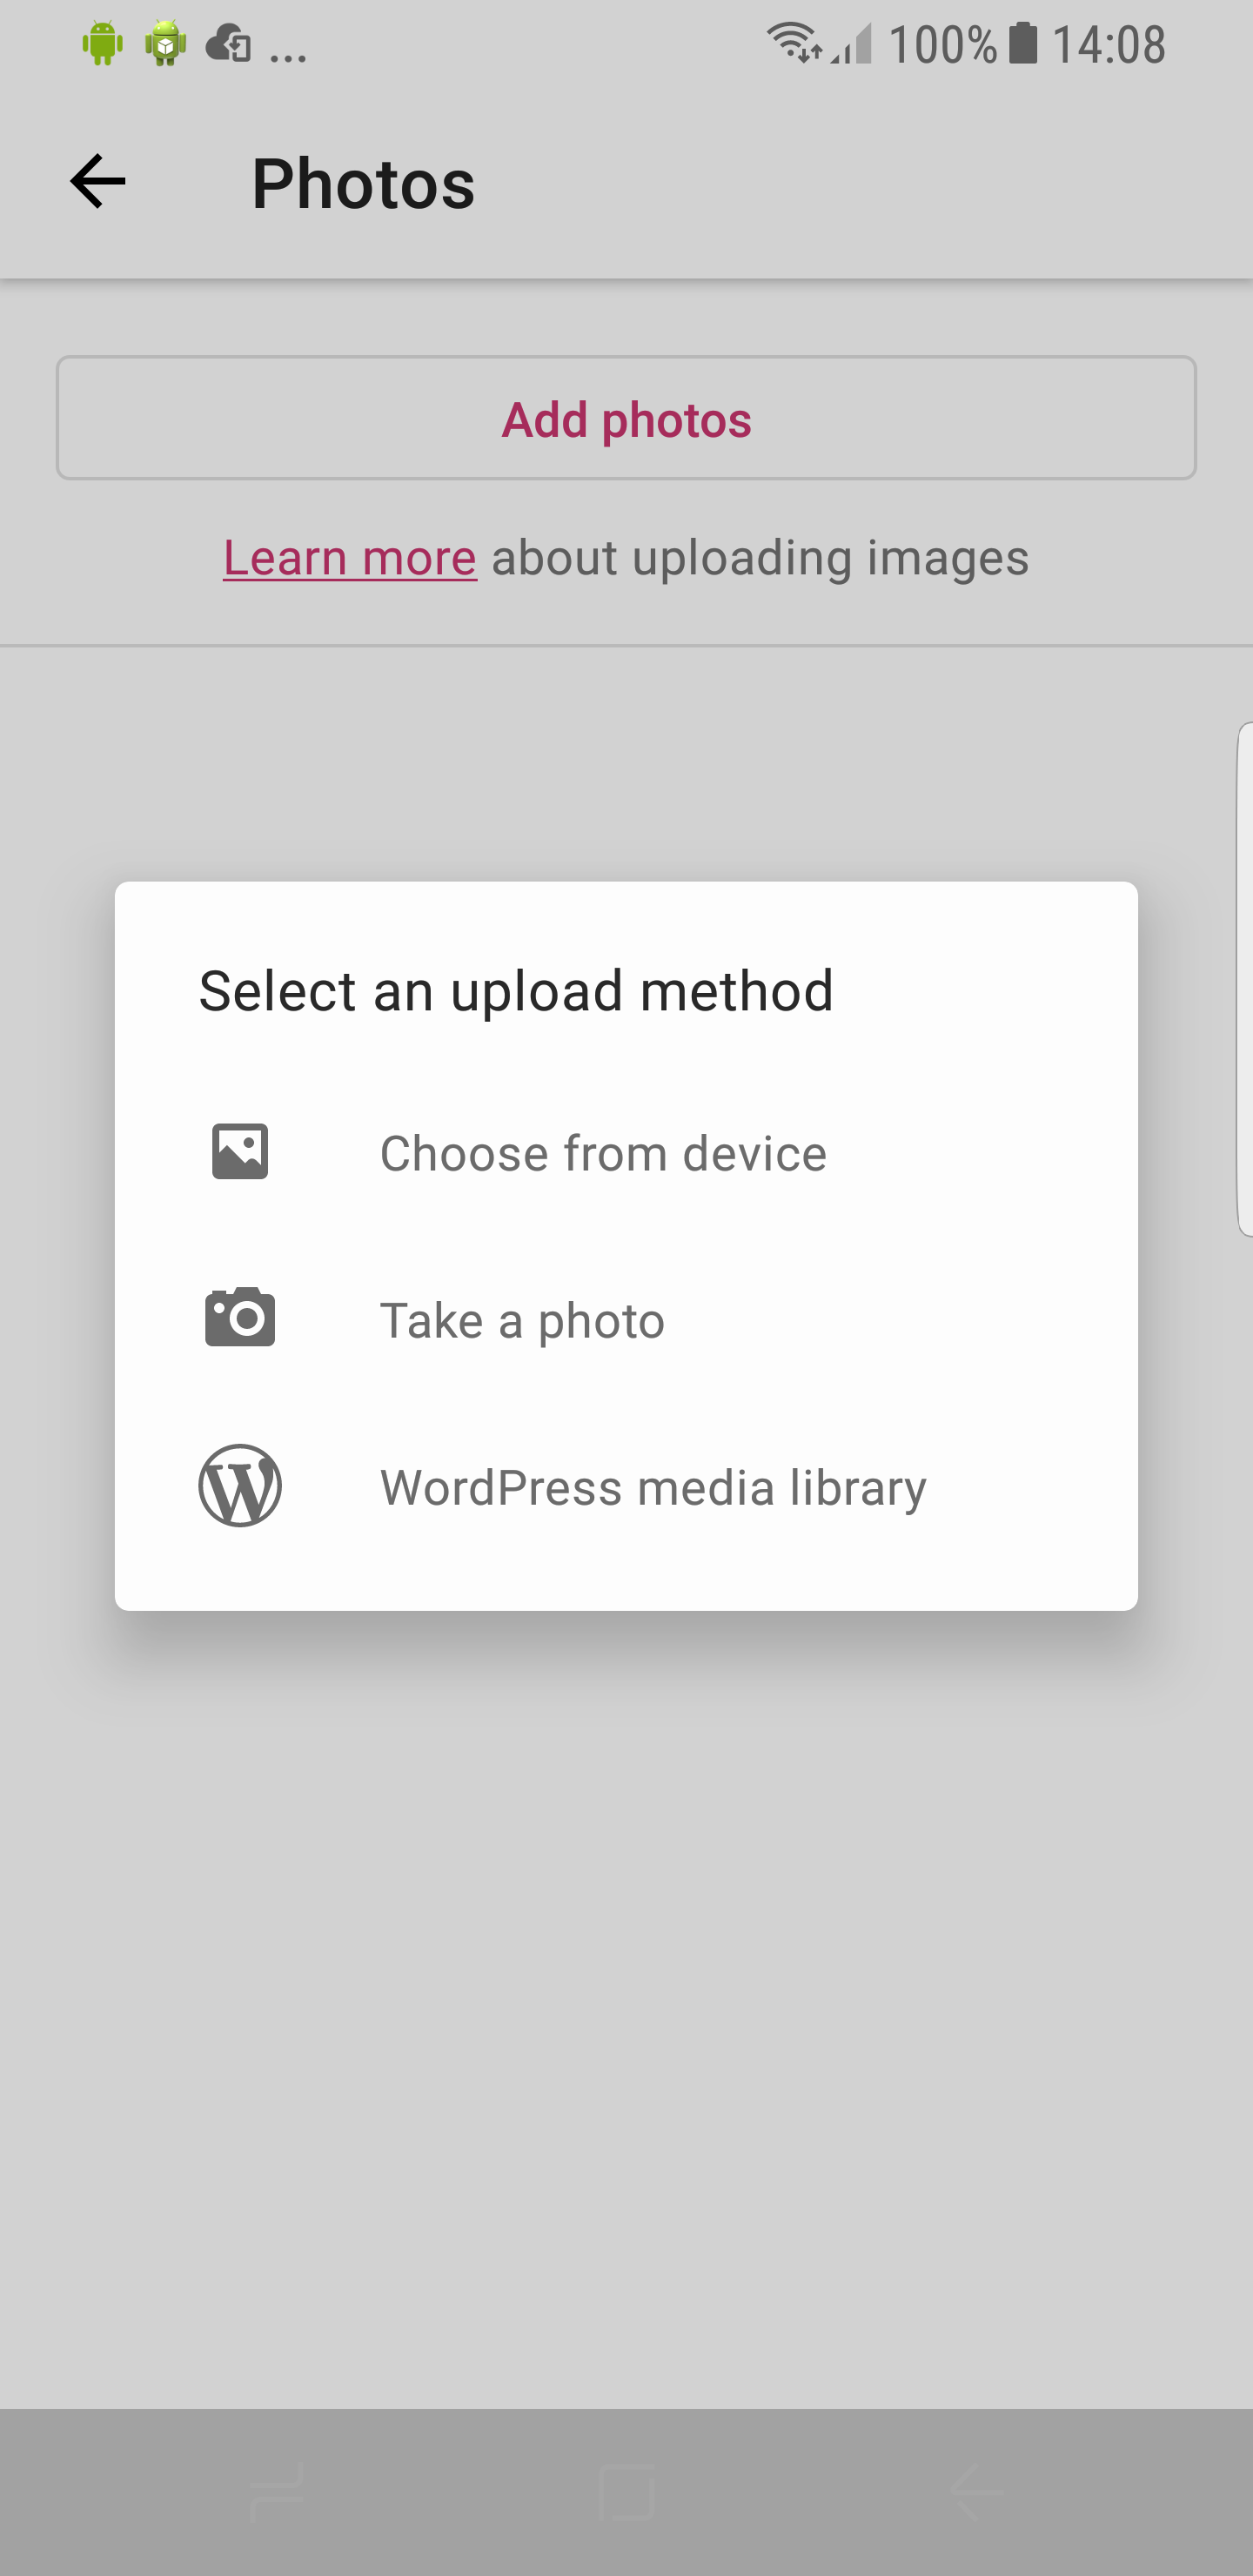 ... 100% 14:08
Photos
Add photos
Learn more about uploading images
Select an upload method
Choose from device
Take a photo
WordPress media library